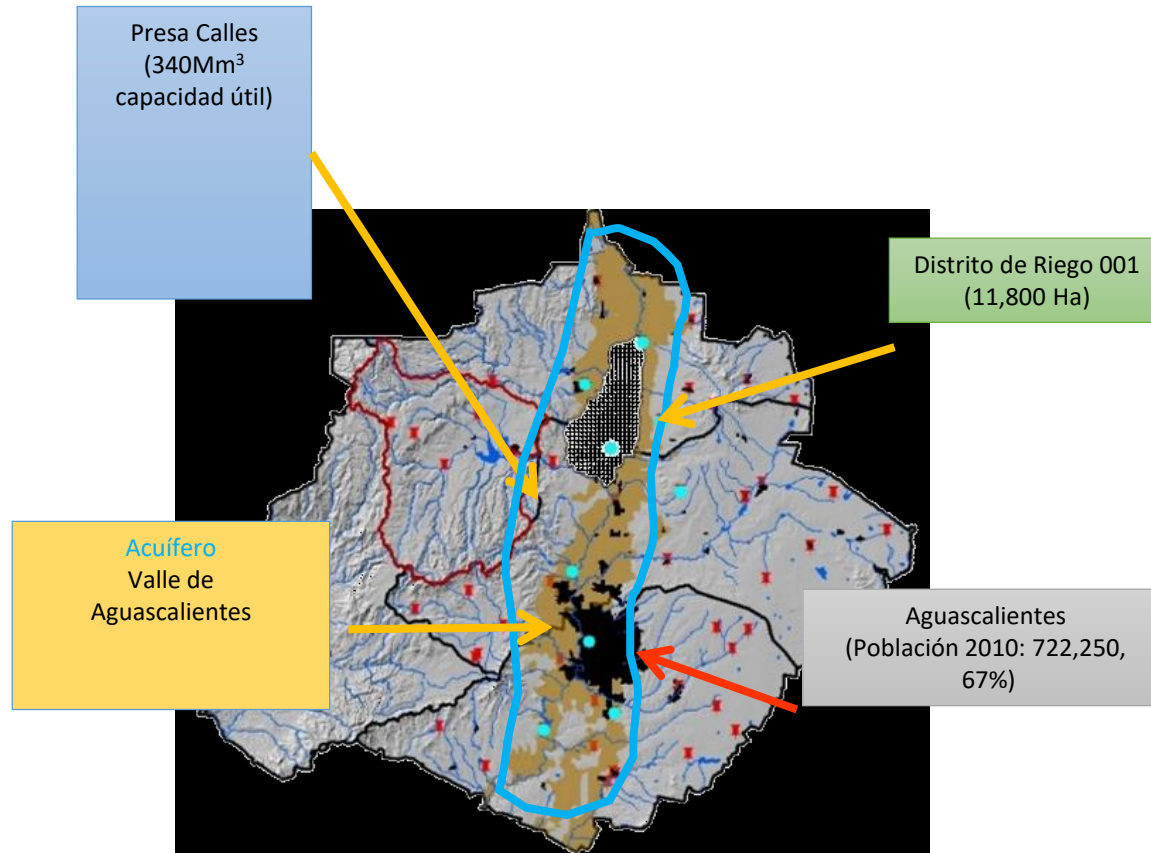 Presa Calles
(340Mm³
capacidad útil)
Distrito de Riego 001
(11,800 Ha)
Acuífero
Valle de
Aguascalientes
Aguascalientes
(Población 2010: 722,250,
67%)